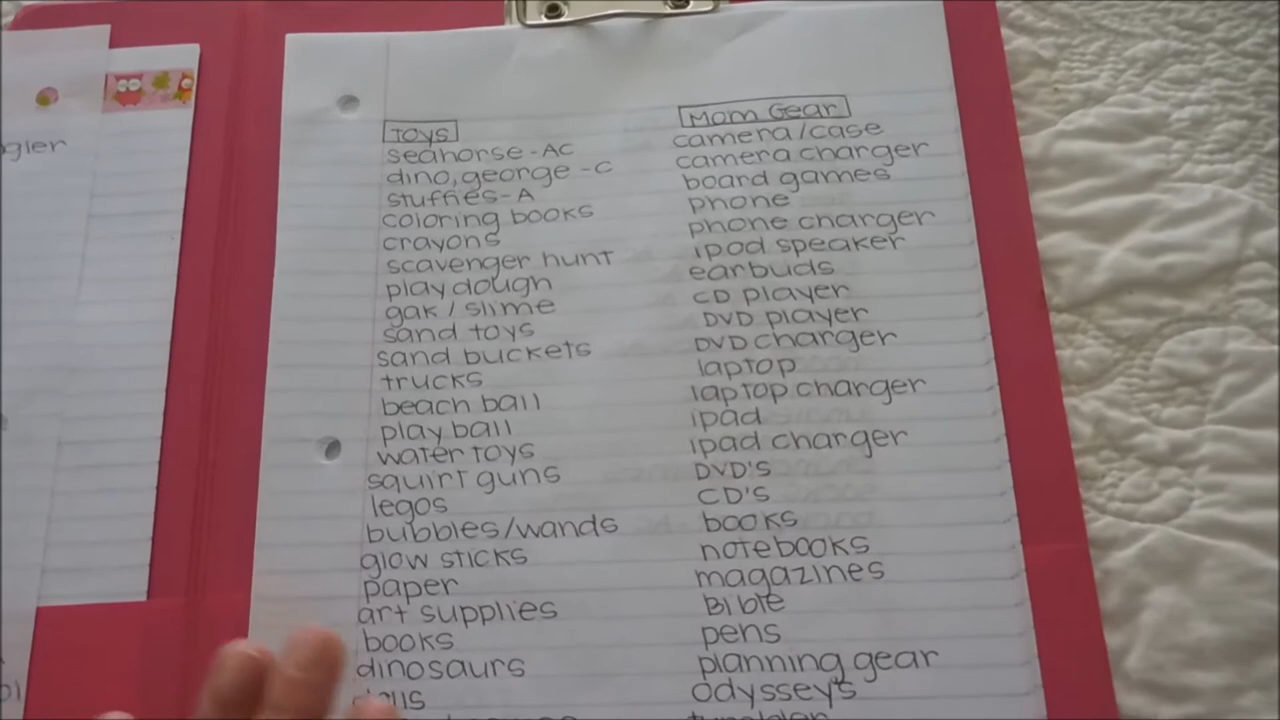 gler
Toys
seahorse - AC
dino, george - C
stuffies - A
coloring books
crayons
scavenger hunt
play dough
gak / slime
sand toys
sand buckets
trucks
beach ball
play ball
water toys
squirt guns
legos
bubbles/wands
glow sticks
paper
art supplies
books
dinosaurs
Mom Gear
camera/case
camera charger
board games
phone
phone charger
ipod speaker
earbuds
CD player
DVD player
DVD charger
laptop
laptop charger
ipad
ipad charger
DVD's
CD's
books
notebooks
magazines
Bible
pens
planning gear
odyssey's